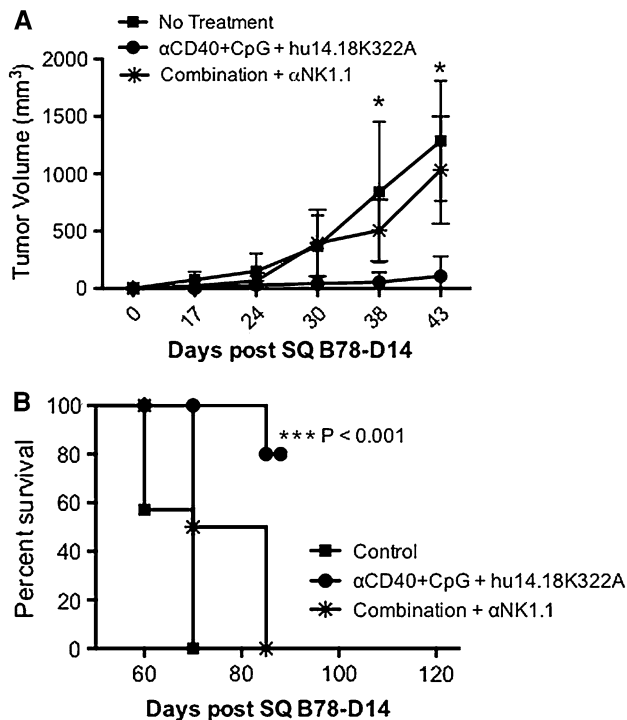 A
No Treatment
αCD40+CpG + hu14.18K322A
Combination + αNK1.1
Tumor Volume (mm³)
2000
1500
1000
500
0
*
*
0 17 24 30 38 43
Days post SQ B78-D14
B
Percent survival
100
80
60
40
20
0
*** P < 0.001
Control
αCD40+CpG + hu14.18K322A
Combination + αNK1.1
60 80 100 120
Days post SQ B78-D14